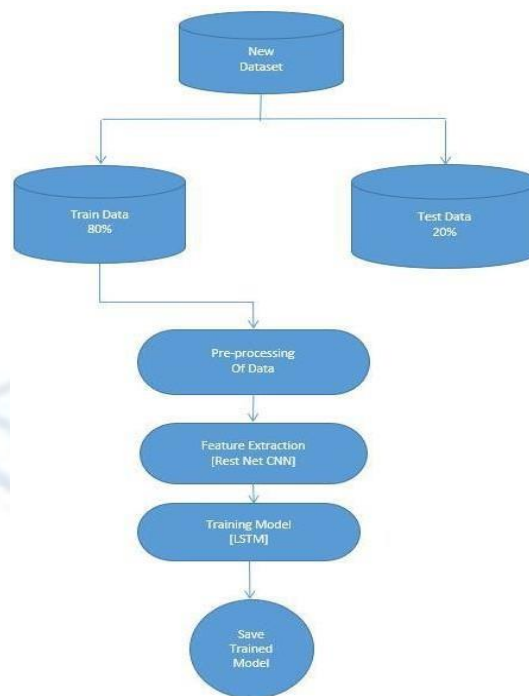 New
Dataset
Train Data
80%
Test Data
20%
Pre-processing
Of Data
Feature Extraction
[Rest Net CNN]
Training Model
[LSTM]
Save
Trained
Model